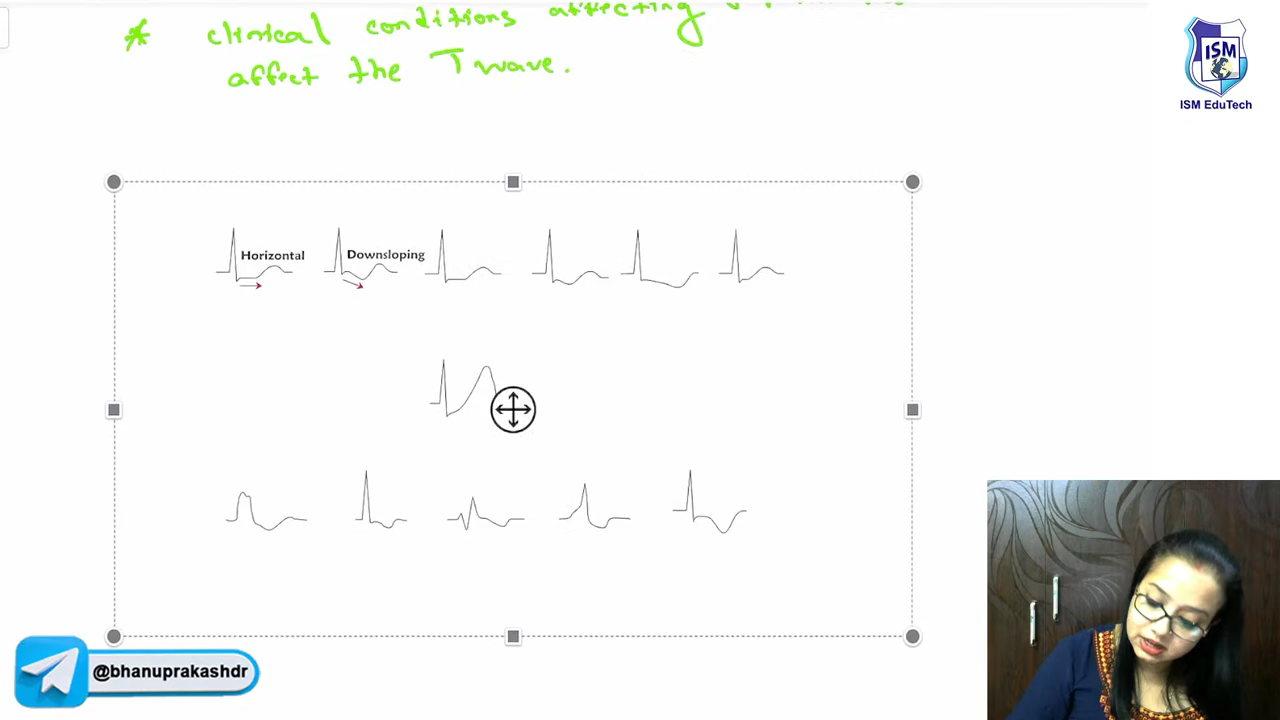 * clinical conditions affecting
affect the T wave.
ISM
ISM EduTech
Horizontal
Downsloping
@bhanuprakashdr